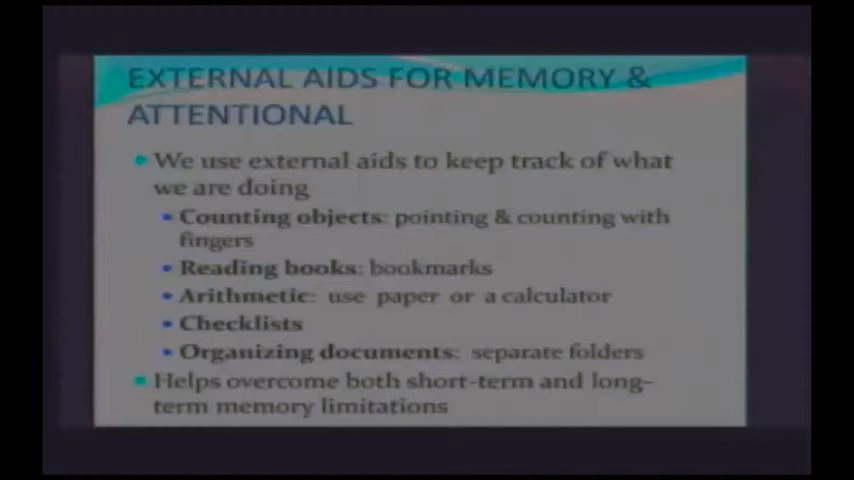 EXTERNAL AIDS FOR MEMORY &
ATTENTIONAL
• We use external aids to keep track of what
we are doing
• Counting objects: pointing & counting with
fingers
• Reading books: bookmarks
• Arithmetic: use paper or a calculator
• Checklists
• Organizing documents: separate folders
• Helps overcome both short-term and long-
term memory limitations